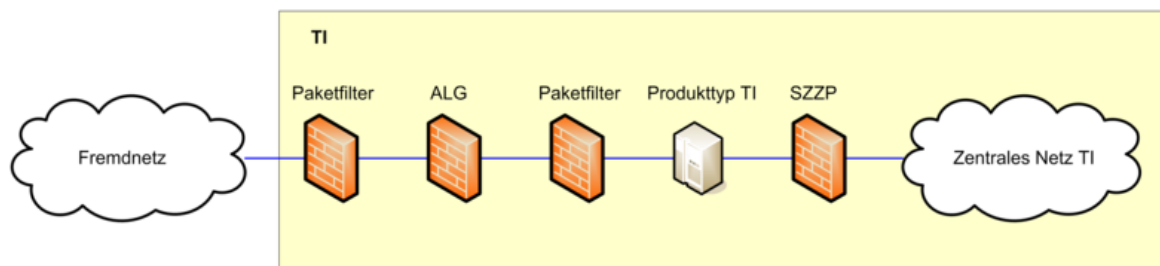 TI
Paketfilter
ALG
Paketfilter
Produkttyp TI
SZZP
Fremdnetz
Zentrales Netz TI